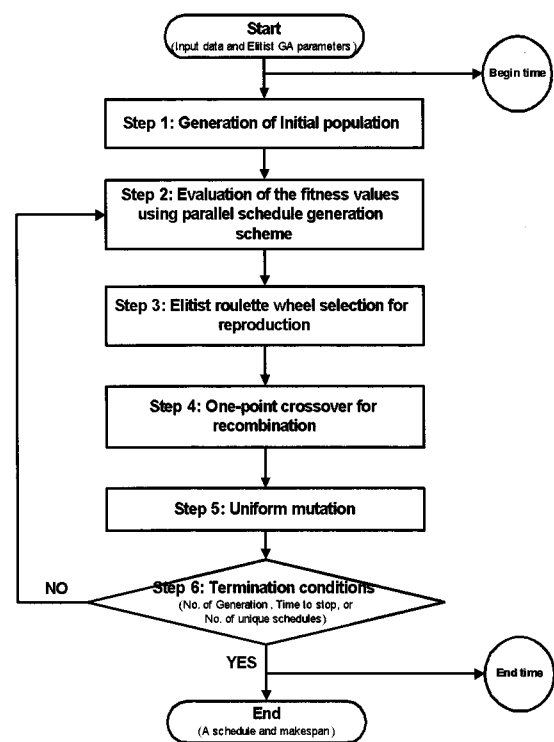 Start
(Input data and Elitist GA parameters)
Begin time
Step 1: Generation of Initial population
Step 2: Evaluation of the fitness values
using parallel schedule generation
scheme
Step 3: Elitist roulette wheel selection for
reproduction
Step 4: One-point crossover for
recombination
Step 5: Uniform mutation
NO
Step 6: Termination conditions
(No. of Generation, Time to stop, or
No. of unique schedules)
YES
End time
End
(A schedule and makespan)